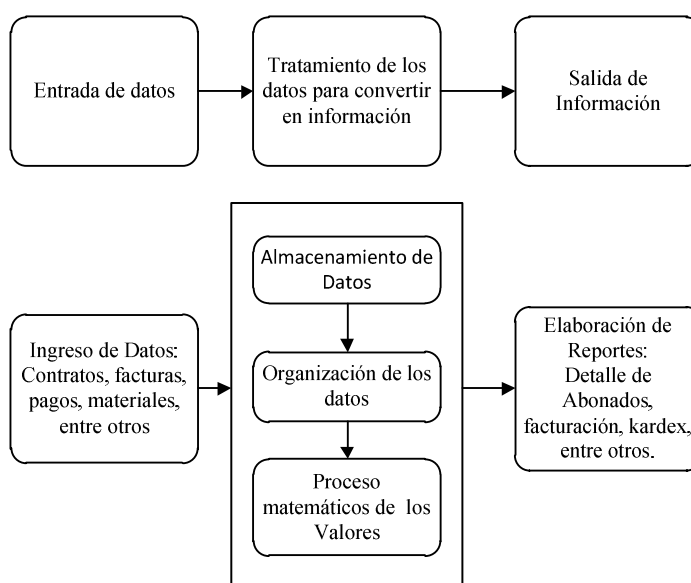 Entrada de datos
Tratamiento de los
datos para convertir
en información
Salida de
Información
Ingreso de Datos:
Contratos, facturas,
pagos, materiales,
entre otros
Almacenamiento de
Datos
Organización de los
datos
Proceso
matemáticos de los
Valores
Elaboración de
Reportes:
Detalle de
Abonados,
facturación, kardex,
entre otros.